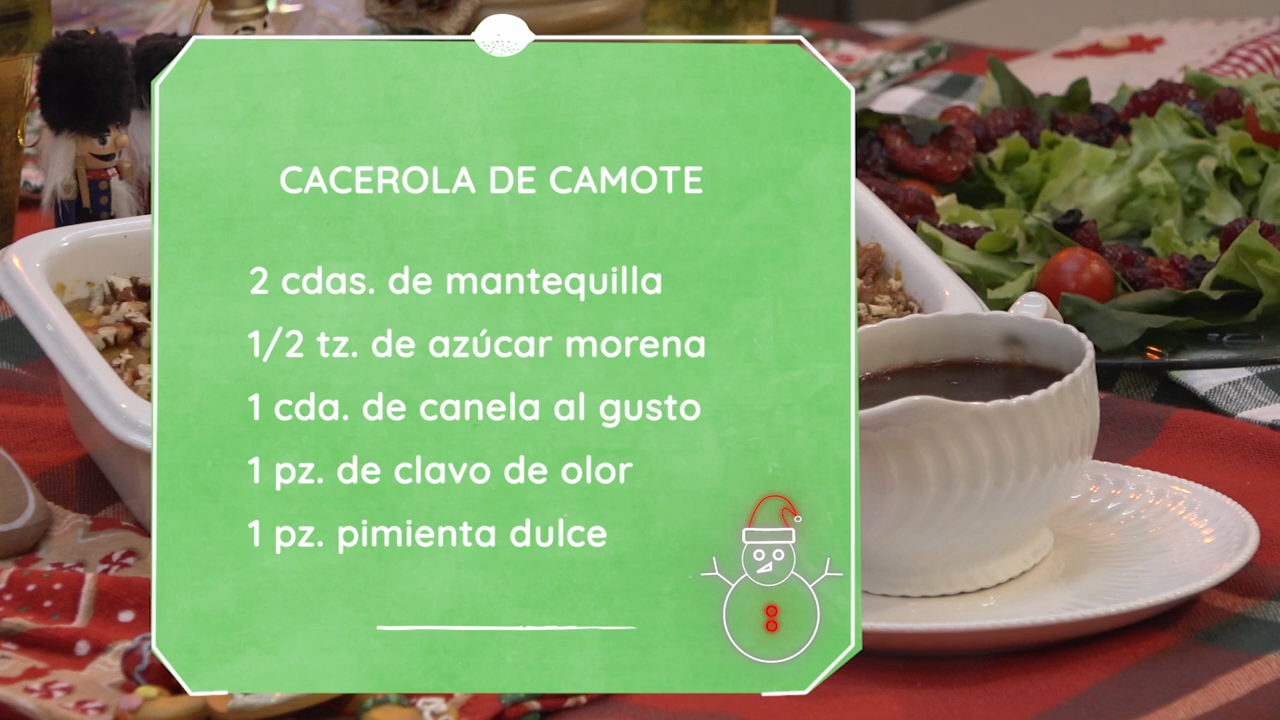 CACEROLA DE CAMOTE
2 cdas. de mantequilla
1/2 tz. de azúcar morena
1 cda. de canela al gusto
1 pz. de clavo de olor
1 pz. pimienta dulce